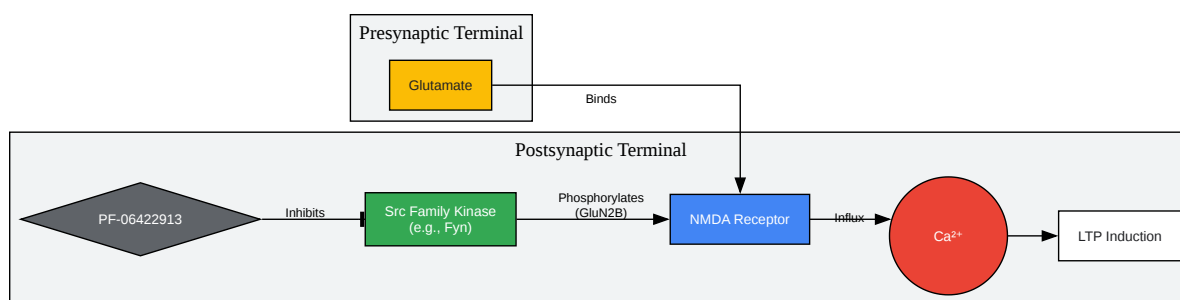 Presynaptic Terminal
Glutamate
Binds
Postsynaptic Terminal
PF-06422913
Inhibits
Src Family Kinase
(e.g., Fyn)
Phosphorylates
(GluN2B)
NMDA Receptor
Influx
Ca²⁺
LTP Induction